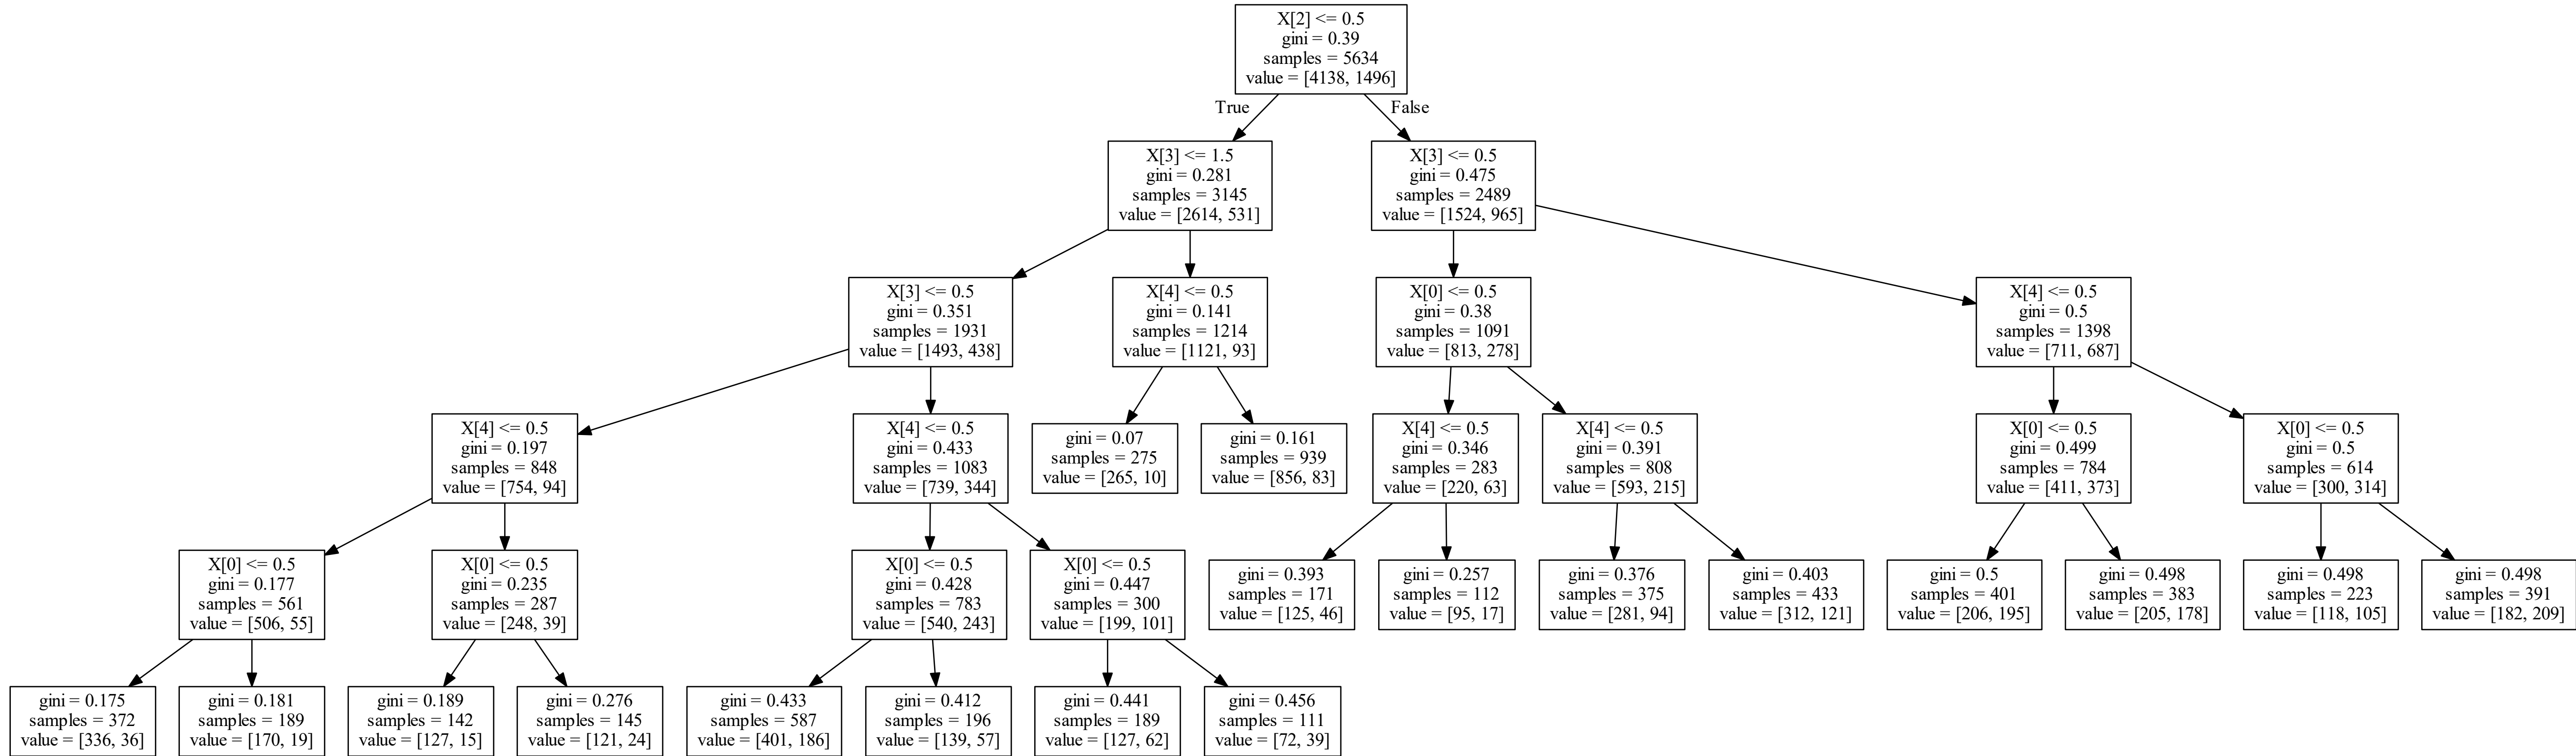 X[2] <= 0.5
gini = 0.39
samples = 5634
value = [4138, 1496]
True
False
X[3] <= 1.5
gini = 0.281
samples = 3145
value = [2614, 531]
X[3] <= 0.5
gini = 0.475
samples = 2489
value = [1524, 965]
X[3] <= 0.5
gini = 0.351
samples = 1931
value = [1493, 438]
X[4] <= 0.5
gini = 0.141
samples = 1214
value = [1121, 93]
X[0] <= 0.5
gini = 0.38
samples = 1091
value = [813, 278]
X[4] <= 0.5
gini = 0.5
samples = 1398
value = [711, 687]
X[4] <= 0.5
gini = 0.197
samples = 848
value = [754, 94]
X[4] <= 0.5
gini = 0.433
samples = 1083
value = [739, 344]
gini = 0.07
samples = 275
value = [265, 10]
gini = 0.161
samples = 939
value = [856, 83]
X[4] <= 0.5
gini = 0.346
samples = 283
value = [220, 63]
X[4] <= 0.5
gini = 0.391
samples = 808
value = [593, 215]
X[0] <= 0.5
gini = 0.499
samples = 784
value = [411, 373]
X[0] <= 0.5
gini = 0.5
samples = 614
value = [300, 314]
X[0] <= 0.5
gini = 0.177
samples = 561
value = [506, 55]
X[0] <= 0.5
gini = 0.235
samples = 287
value = [248, 39]
X[0] <= 0.5
gini = 0.428
samples = 783
value = [540, 243]
X[0] <= 0.5
gini = 0.447
samples = 300
value = [199, 101]
gini = 0.393
samples = 171
value = [125, 46]
gini = 0.257
samples = 112
value = [95, 17]
gini = 0.376
samples = 375
value = [281, 94]
gini = 0.403
samples = 433
value = [312, 121]
gini = 0.5
samples = 401
value = [206, 195]
gini = 0.498
samples = 383
value = [205, 178]
gini = 0.498
samples = 223
value = [118, 105]
gini = 0.498
samples = 391
value = [182, 209]
gini = 0.175
samples = 372
value = [336, 36]
gini = 0.181
samples = 189
value = [170, 19]
gini = 0.189
samples = 142
value = [127, 15]
gini = 0.276
samples = 145
value = [121, 24]
gini = 0.433
samples = 587
value = [401, 186]
gini = 0.412
samples = 196
value = [139, 57]
gini = 0.441
samples = 189
value = [127, 62]
gini = 0.456
samples = 111
value = [72, 39]